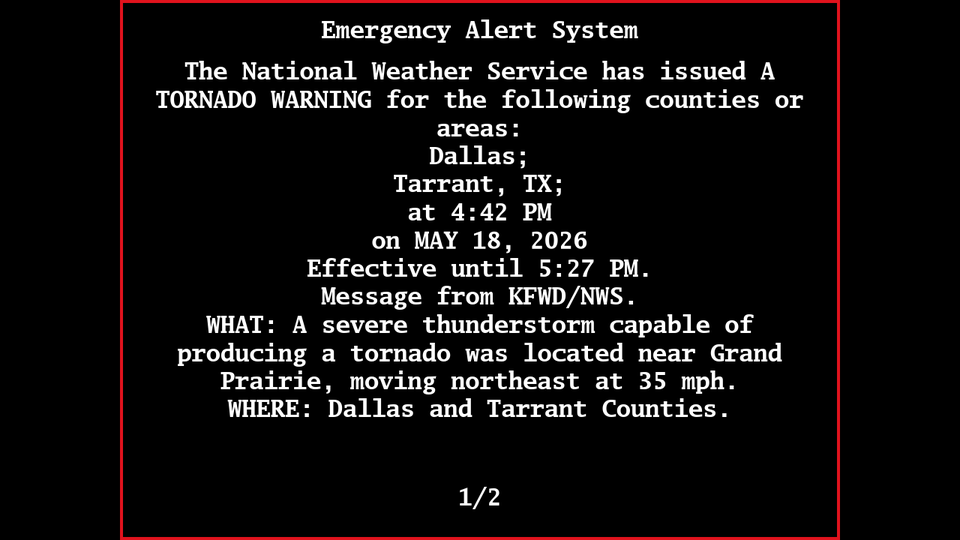 Emergency Alert System
The National Weather Service has issued A
TORNADO WARNING for the following counties or
areas:
Dallas;
Tarrant, TX;
at 4:42 PM
on MAY 18, 2026
Effective until 5:27 PM.
Message from KFWD/NWS.
WHAT: A severe thunderstorm capable of
producing a tornado was located near Grand
Prairie, moving northeast at 35 mph.
WHERE: Dallas and Tarrant Counties.
1/2